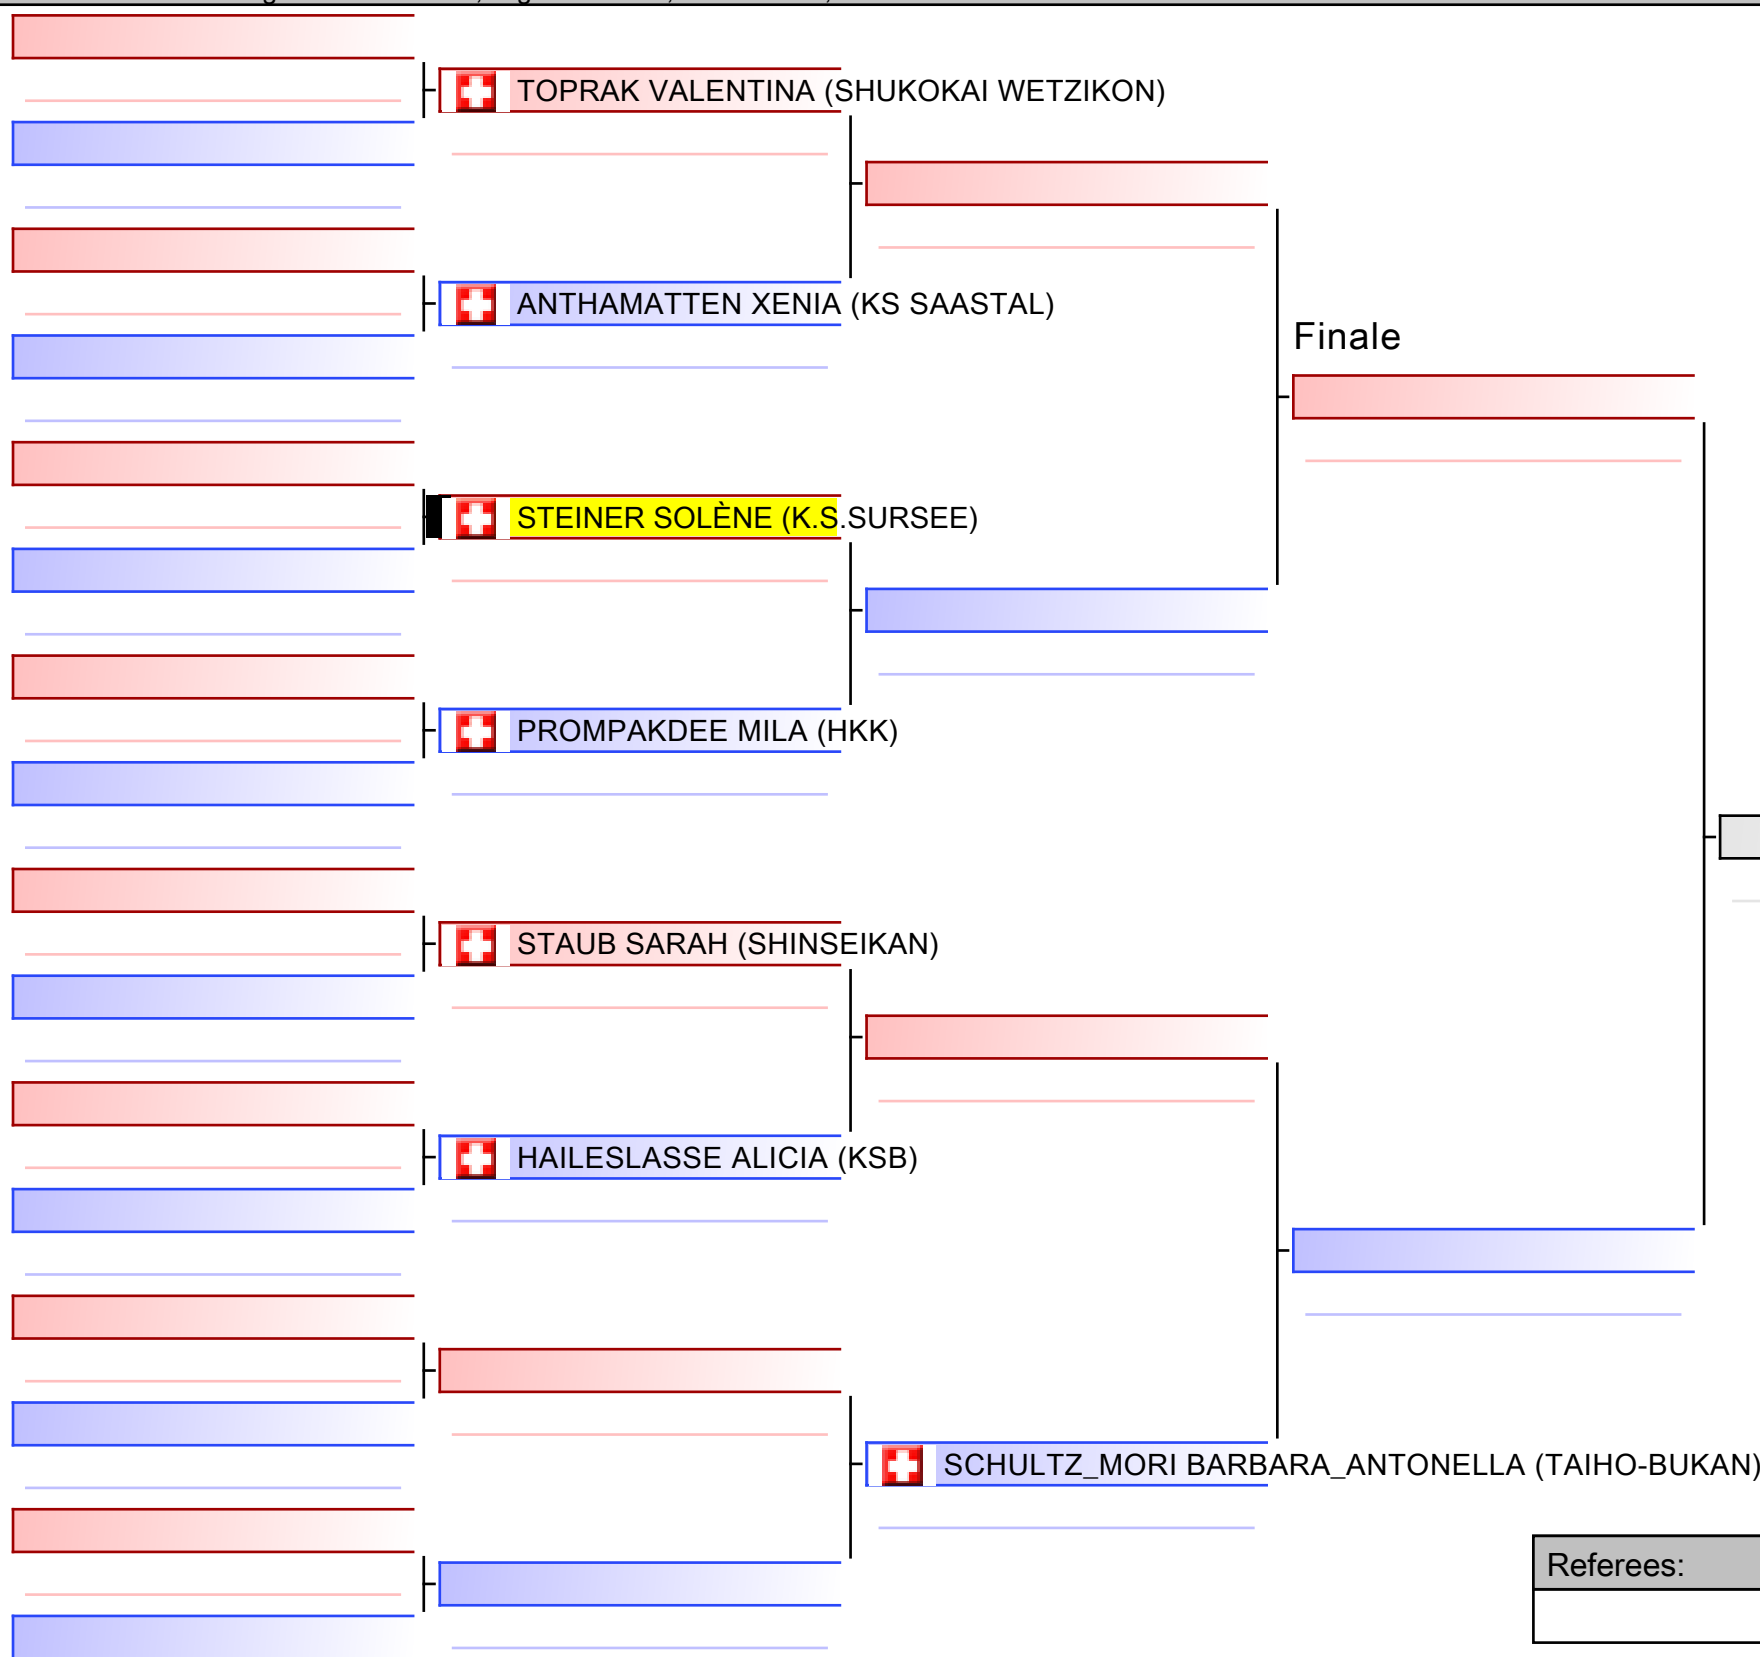 TOPRAK VALENTINA (SHUKOKAI WETZIKON)
ANTHAMATTEN XENIA (KS SAASTAL)
Finale
STEINER SOLÈNE (K.S.SURSEE)
PROMPAKDEE MILA (HKK)
STAUB SARAH (SHINSEIKAN)
HAILESLASSE ALICIA (KSB)
SCHULTZ_MORI BARBARA_ANTONELLA (TAIHO-BUKAN)
Referees: